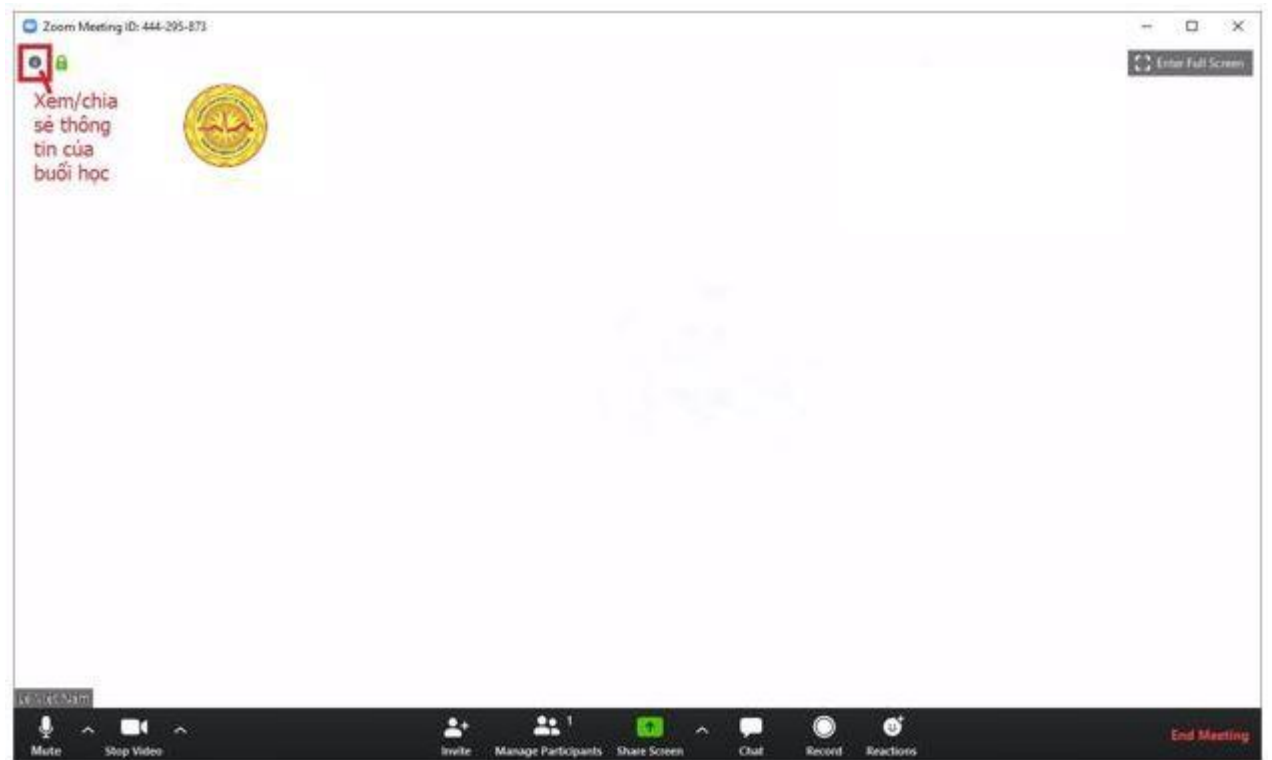 Zoom Meeting ID: 444-295-873
Enter Full Screen
Xem/chia
sẻ thông
tin của
buổi học
Mute
Stop Video
Invite
Manage Participants
1
Share Screen
Chat
Record
Reactions
End Meeting